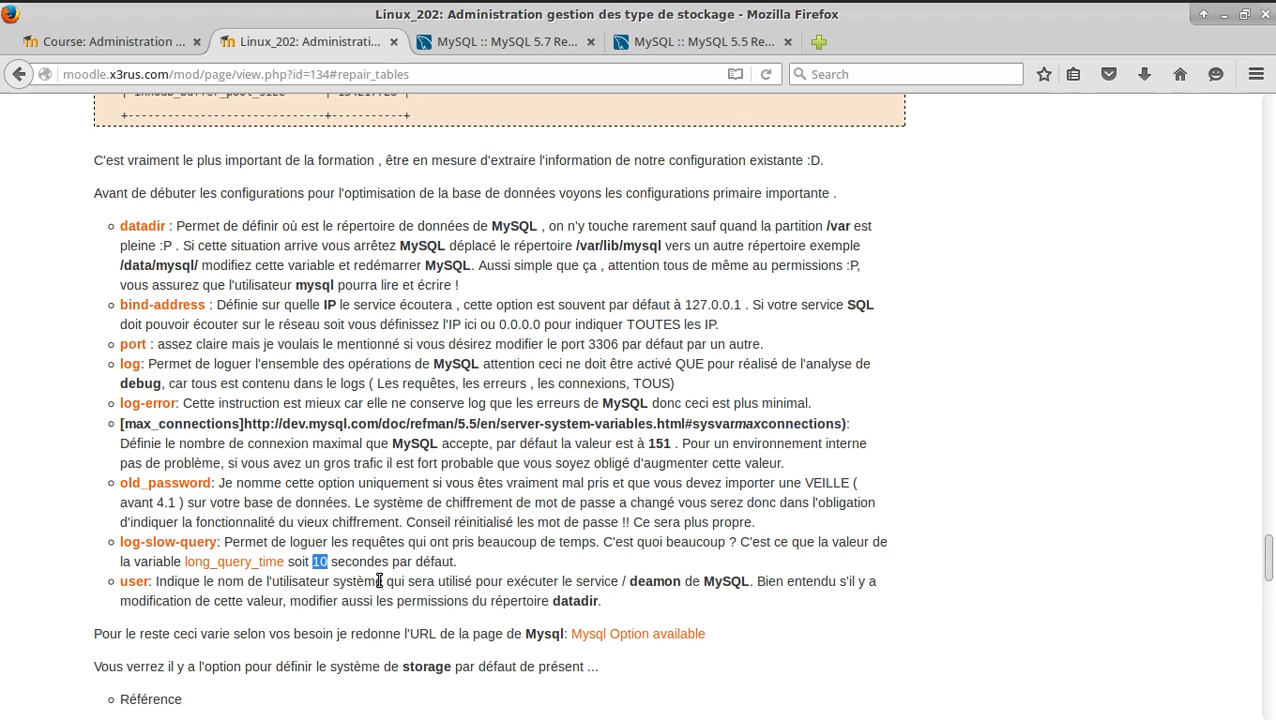 Linux_202: Administration gestion des type de stockage - Mozilla Firefox
Course: Administration ...
Linux_202: Administrati...
MySQL :: MySQL 5.7 Re...
MySQL :: MySQL 5.5 Re...
moodle.x3rus.com/mod/page/view.php?id=134#repair_tables
Search
| innodb_buffer_pool_size | 134217728 |
+-----------------------------+-----------+
C'est vraiment le plus important de la formation , être en mesure d'extraire l'information de notre configuration existante :D.
Avant de débuter les configurations pour l'optimisation de la base de données voyons les configurations primaire importante .
datadir : Permet de définir où est le répertoire de données de MySQL , on n'y touche rarement sauf quand la partition /var est
pleine :P . Si cette situation arrive vous arrêtez MySQL déplacé le répertoire /var/lib/mysql vers un autre répertoire exemple
/data/mysql/ modifiez cette variable et redémarrer MySQL. Aussi simple que ça , attention tous de même au permissions :P,
vous assurez que l'utilisateur mysql pourra lire et écrire !
bind-address : Définie sur quelle IP le service écoutera , cette option est souvent par défaut à 127.0.0.1 . Si votre service SQL
doit pouvoir écouter sur le réseau soit vous définissez l'IP ici ou 0.0.0.0 pour indiquer TOUTES les IP.
port : assez claire mais je voulais le mentionné si vous désirez modifier le port 3306 par défaut par un autre.
log: Permet de loguer l'ensemble des opérations de MySQL attention ceci ne doit être activé QUE pour réalisé de l'analyse de
debug, car tous est contenu dans le logs ( Les requêtes, les erreurs , les connexions, TOUS)
log-error: Cette instruction est mieux car elle ne conserve log que les erreurs de MySQL donc ceci est plus minimal.
[max_connections]http://dev.mysql.com/doc/refman/5.5/en/server-system-variables.html#sysvarmaxconnections):
Définie le nombre de connexion maximal que MySQL accepte, par défaut la valeur est à 151 . Pour un environnement interne
pas de problème, si vous avez un gros trafic il est fort probable que vous soyez obligé d'augmenter cette valeur.
old_password: Je nomme cette option uniquement si vous êtes vraiment mal pris et que vous devez importer une VEILLE (
avant 4.1 ) sur votre base de données. Le système de chiffrement de mot de passe a changé vous serez donc dans l'obligation
d'indiquer la fonctionnalité du vieux chiffrement. Conseil réinitialisé les mot de passe !! Ce sera plus propre.
log-slow-query: Permet de loguer les requêtes qui ont pris beaucoup de temps. C'est quoi beaucoup ? C'est ce que la valeur de
la variable long_query_time soit 10 secondes par défaut.
user: Indique le nom de l'utilisateur système qui sera utilisé pour exécuter le service / deamon de MySQL. Bien entendu s'il y a
modification de cette valeur, modifier aussi les permissions du répertoire datadir.
Pour le reste ceci varie selon vos besoin je redonne l'URL de la page de Mysql: Mysql Option available
Vous verrez il y a l'option pour définir le système de storage par défaut de présent ...
Référence